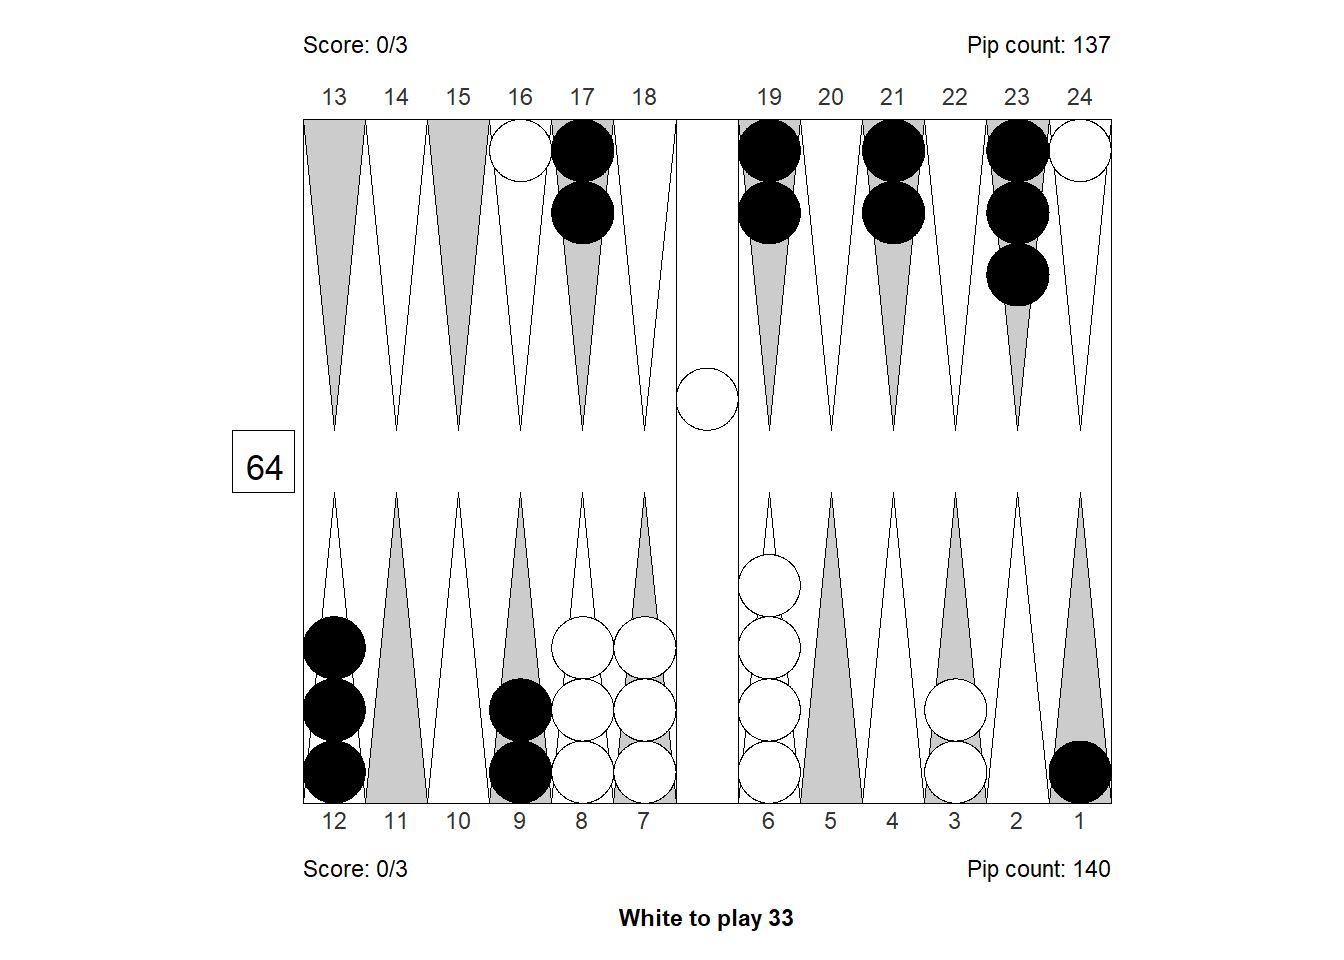 Score: 0/3 Pip count: 137
13 14 15 16 17 18 19 20 21 22 23 24
64
12 11 10 9 8 7 6 5 4 3 2 1
Score: 0/3 Pip count: 140
White to play 33